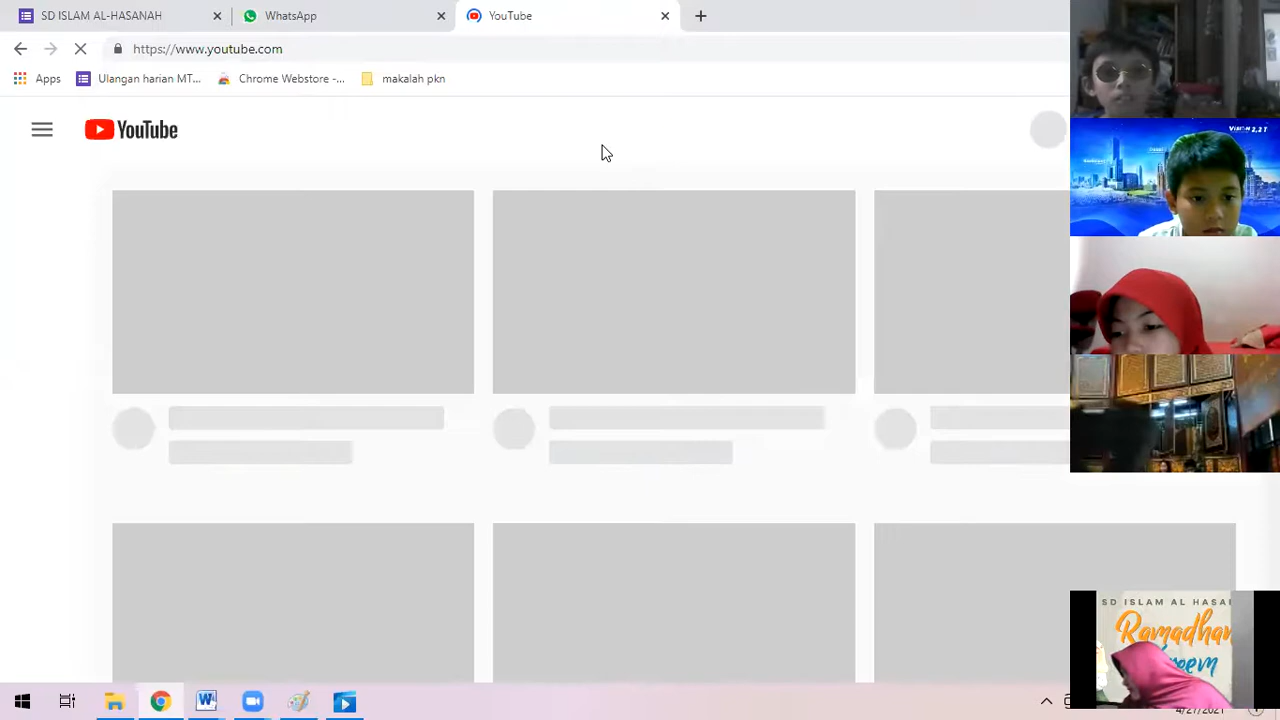 SD ISLAM AL-HASANAH
WhatsApp
YouTube
https://www.youtube.com
Apps
Ulangan harian MT...
Chrome Webstore -...
makalah pkn
YouTube
SD ISLAM AL HASA
Ramadhan
4/27/2021